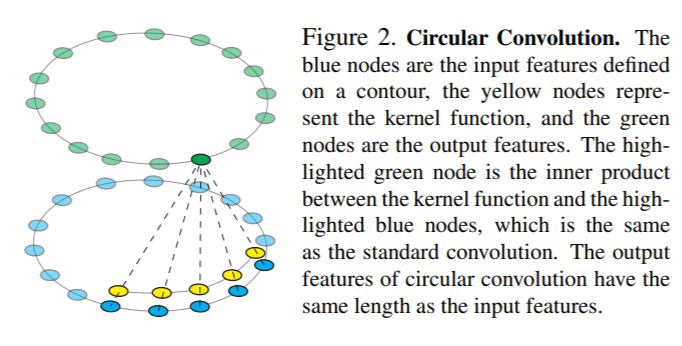 Figure 2. Circular Convolution. The
blue nodes are the input features defined
on a contour, the yellow nodes repre-
sent the kernel function, and the green
nodes are the output features. The high-
lighted green node is the inner product
between the kernel function and the high-
lighted blue nodes, which is the same
as the standard convolution. The output
features of circular convolution have the
same length as the input features.